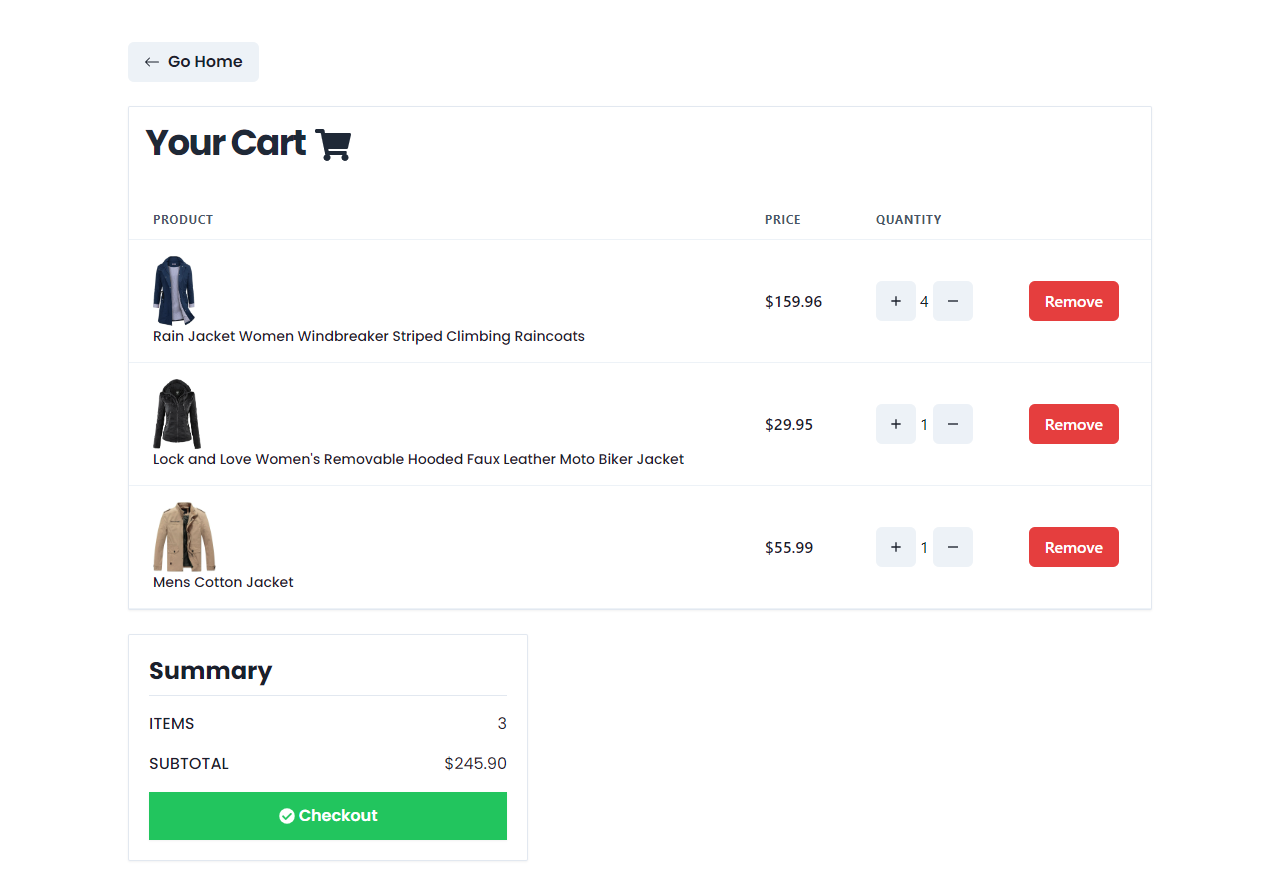 ← Go Home
Your Cart
PRODUCT PRICE QUANTITY
$159.96 + 4 − Remove
Rain Jacket Women Windbreaker Striped Climbing Raincoats
$29.95 + 1 − Remove
Lock and Love Women's Removable Hooded Faux Leather Moto Biker Jacket
$55.99 + 1 − Remove
Mens Cotton Jacket
Summary
ITEMS 3
SUBTOTAL $245.90
Checkout